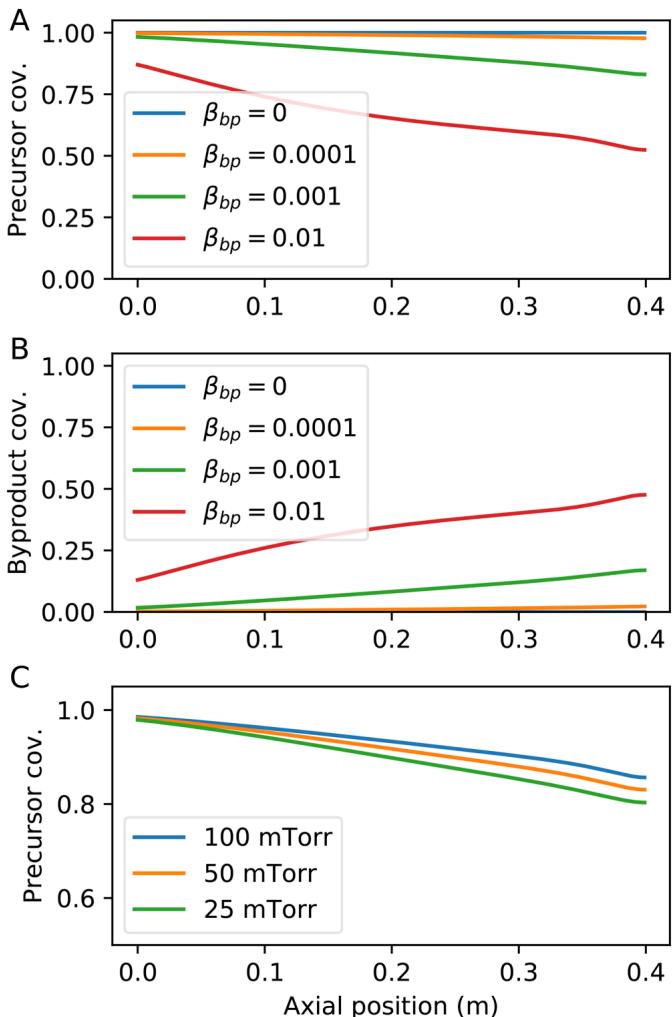 A
Precursor cov.
1.00
0.75
0.50
0.25
0.00
β_bp = 0
β_bp = 0.0001
β_bp = 0.001
β_bp = 0.01
0.0 0.1 0.2 0.3 0.4
B
Byproduct cov.
1.00
0.75
0.50
0.25
0.00
β_bp = 0
β_bp = 0.0001
β_bp = 0.001
β_bp = 0.01
0.0 0.1 0.2 0.3 0.4
C
Precursor cov.
1.0
0.8
0.6
100 mTorr
50 mTorr
25 mTorr
0.0 0.1 0.2 0.3 0.4
Axial position (m)